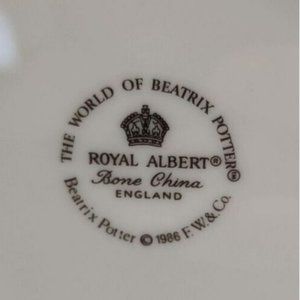 THE WORLD OF BEATRIX POTTER®
ROYAL ALBERT®
Bone China
ENGLAND
Beatrix Potter © 1986 F.W.& Co.